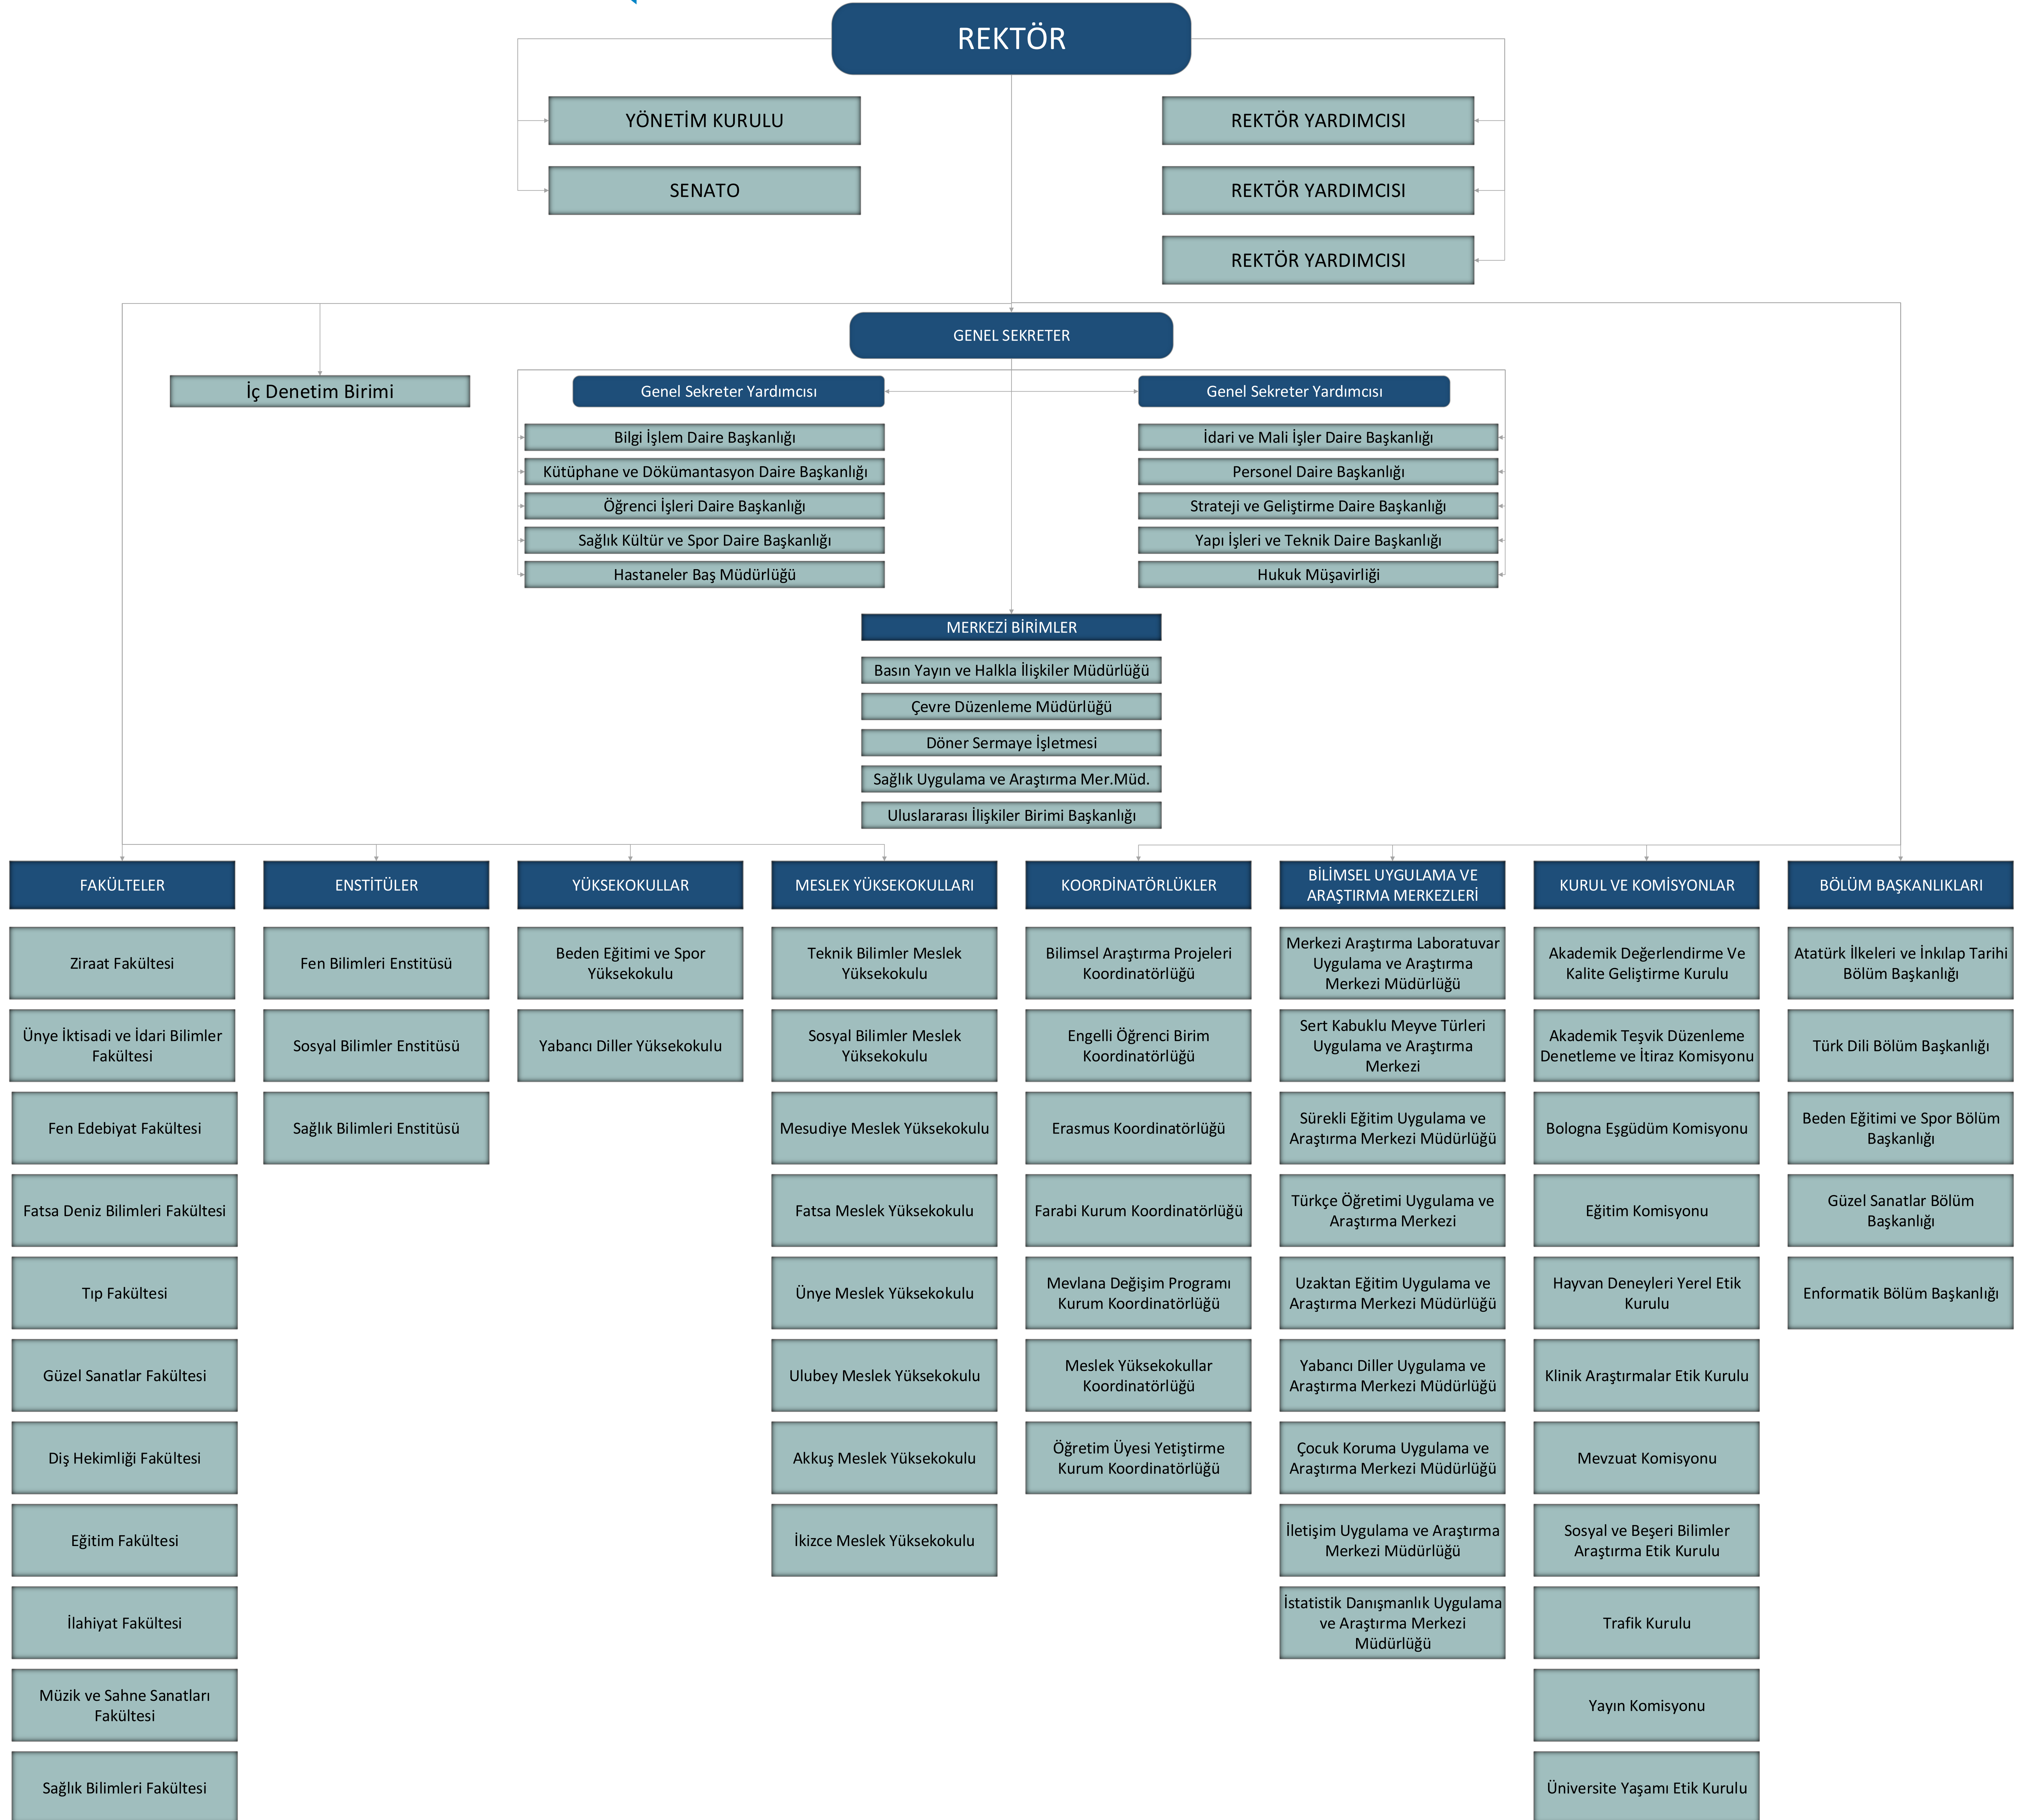 REKTÖR
YÖNETİM KURULU
SENATO
REKTÖR YARDIMCISI
REKTÖR YARDIMCISI
REKTÖR YARDIMCISI
GENEL SEKRETER
İç Denetim Birimi
Genel Sekreter Yardımcısı
Genel Sekreter Yardımcısı
Bilgi İşlem Daire Başkanlığı
Kütüphane ve Dökümantasyon Daire Başkanlığı
Öğrenci İşleri Daire Başkanlığı
Sağlık Kültür ve Spor Daire Başkanlığı
Hastaneler Baş Müdürlüğü
İdari ve Mali İşler Daire Başkanlığı
Personel Daire Başkanlığı
Strateji ve Geliştirme Daire Başkanlığı
Yapı İşleri ve Teknik Daire Başkanlığı
Hukuk Müşavirliği
MERKEZİ BİRİMLER
Basın Yayın ve Halkla İlişkiler Müdürlüğü
Çevre Düzenleme Müdürlüğü
Döner Sermaye İşletmesi
Sağlık Uygulama ve Araştırma Mer.Müd.
Uluslararası İlişkiler Birimi Başkanlığı
FAKÜLTELER
Ziraat Fakültesi
Ünye İktisadi ve İdari Bilimler
Fakültesi
Fen Edebiyat Fakültesi
Fatsa Deniz Bilimleri Fakültesi
Tıp Fakültesi
Güzel Sanatlar Fakültesi
Diş Hekimliği Fakültesi
Eğitim Fakültesi
İlahiyat Fakültesi
Müzik ve Sahne Sanatları
Fakültesi
Sağlık Bilimleri Fakültesi
ENSTİTÜLER
Fen Bilimleri Enstitüsü
Sosyal Bilimler Enstitüsü
Sağlık Bilimleri Enstitüsü
YÜKSEKOKULLAR
Beden Eğitimi ve Spor
Yüksekokulu
Yabancı Diller Yüksekokulu
MESLEK YÜKSEKOKULLARI
Teknik Bilimler Meslek
Yüksekokulu
Sosyal Bilimler Meslek
Yüksekokulu
Mesudiye Meslek Yüksekokulu
Fatsa Meslek Yüksekokulu
Ünye Meslek Yüksekokulu
Ulubey Meslek Yüksekokulu
Akkuş Meslek Yüksekokulu
İkizce Meslek Yüksekokulu
KOORDİNATÖRLÜKLER
Bilimsel Araştırma Projeleri
Koordinatörlüğü
Engelli Öğrenci Birim
Koordinatörlüğü
Erasmus Koordinatörlüğü
Farabi Kurum Koordinatörlüğü
Mevlana Değişim Programı
Kurum Koordinatörlüğü
Meslek Yüksekokullar
Koordinatörlüğü
Öğretim Üyesi Yetiştirme
Kurum Koordinatörlüğü
BİLİMSEL UYGULAMA VE
ARAŞTIRMA MERKEZLERİ
Merkezi Araştırma Laboratuvar
Uygulama ve Araştırma
Merkezi Müdürlüğü
Sert Kabuklu Meyve Türleri
Uygulama ve Araştırma
Merkezi
Sürekli Eğitim Uygulama ve
Araştırma Merkezi Müdürlüğü
Türkçe Öğretimi Uygulama ve
Araştırma Merkezi
Uzaktan Eğitim Uygulama ve
Araştırma Merkezi Müdürlüğü
Yabancı Diller Uygulama ve
Araştırma Merkezi Müdürlüğü
Çocuk Koruma Uygulama ve
Araştırma Merkezi Müdürlüğü
İletişim Uygulama ve Araştırma
Merkezi Müdürlüğü
İstatistik Danışmanlık Uygulama
ve Araştırma Merkezi
Müdürlüğü
KURUL VE KOMİSYONLAR
Akademik Değerlendirme Ve
Kalite Geliştirme Kurulu
Akademik Teşvik Düzenleme
Denetleme ve İtiraz Komisyonu
Bologna Eşgüdüm Komisyonu
Eğitim Komisyonu
Hayvan Deneyleri Yerel Etik
Kurulu
Klinik Araştırmalar Etik Kurulu
Mevzuat Komisyonu
Sosyal ve Beşeri Bilimler
Araştırma Etik Kurulu
Trafik Kurulu
Yayın Komisyonu
Üniversite Yaşamı Etik Kurulu
BÖLÜM BAŞKANLIKLARI
Atatürk İlkeleri ve İnkılap Tarihi
Bölüm Başkanlığı
Türk Dili Bölüm Başkanlığı
Beden Eğitimi ve Spor Bölüm
Başkanlığı
Güzel Sanatlar Bölüm
Başkanlığı
Enformatik Bölüm Başkanlığı